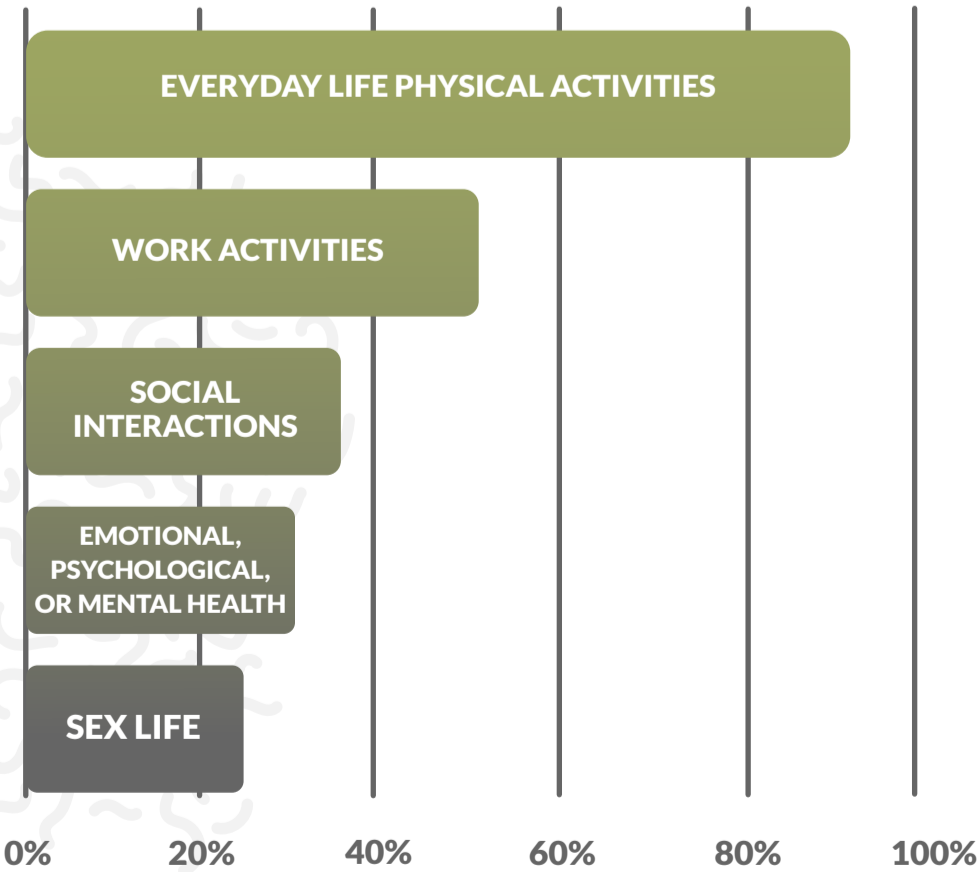 EVERYDAY LIFE PHYSICAL ACTIVITIES
WORK ACTIVITIES
SOCIAL
INTERACTIONS
EMOTIONAL,
PSYCHOLOGICAL,
OR MENTAL HEALTH
SEX LIFE
0% 20% 40% 60% 80% 100%